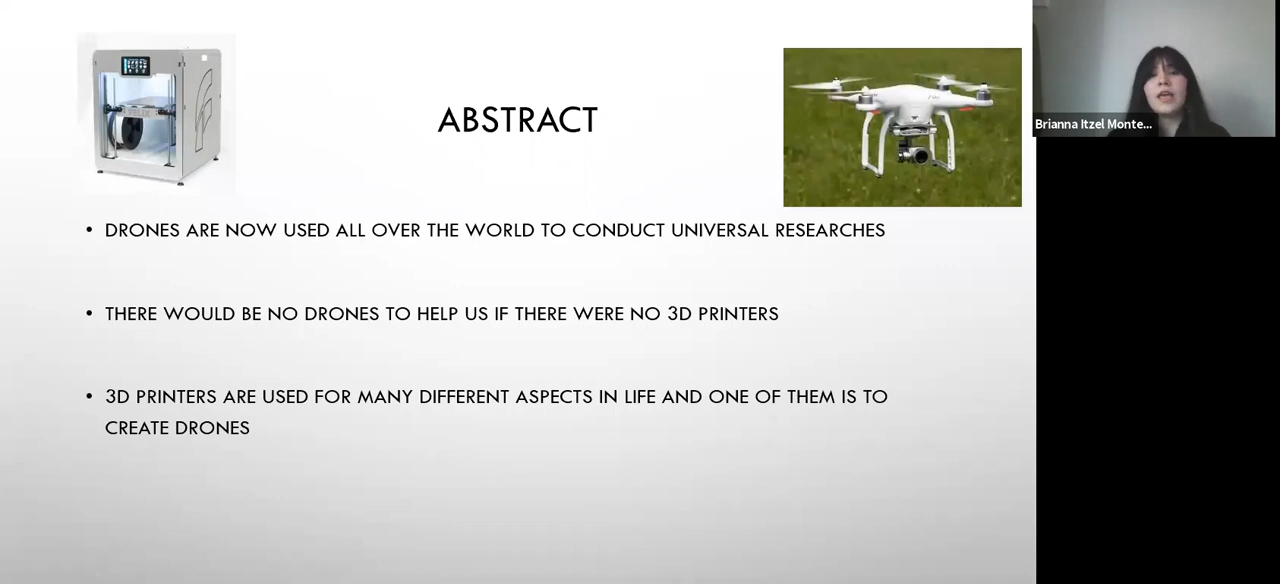 ABSTRACT
Brianna Itzel Monte...
• DRONES ARE NOW USED ALL OVER THE WORLD TO CONDUCT UNIVERSAL RESEARCHES
• THERE WOULD BE NO DRONES TO HELP US IF THERE WERE NO 3D PRINTERS
• 3D PRINTERS ARE USED FOR MANY DIFFERENT ASPECTS IN LIFE AND ONE OF THEM IS TO
CREATE DRONES